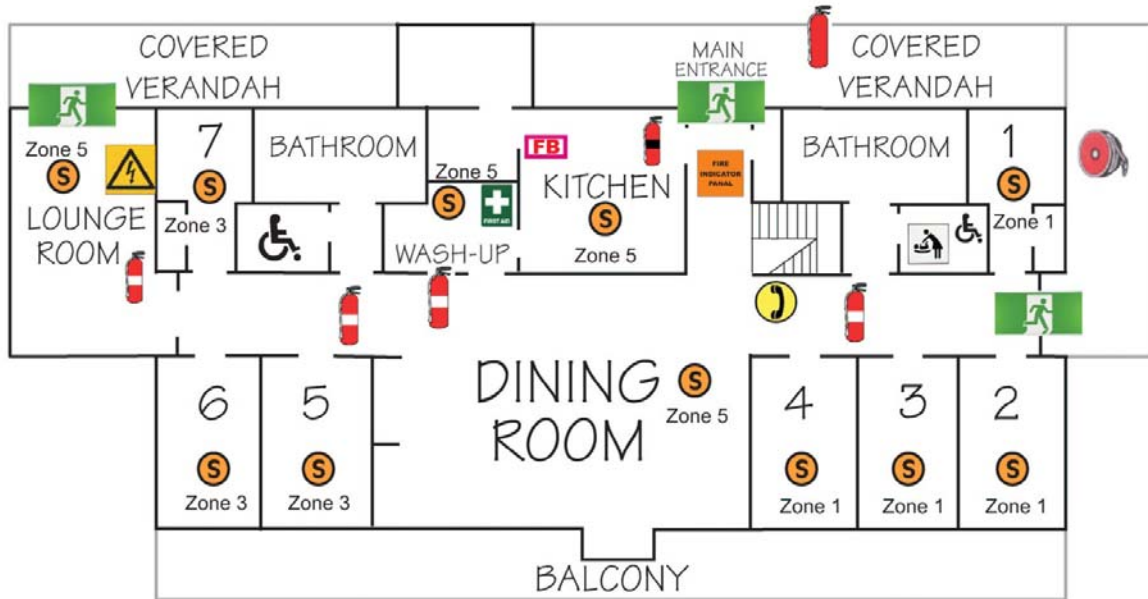 COVERED
VERANDAH
MAIN
ENTRANCE
COVERED
VERANDAH
Zone 5
S
LOUNGE
ROOM
7
S
Zone 3
BATHROOM
Zone 5
S
FIRST AID
WASH-UP
FB
KITCHEN
S
Zone 5
FIRE
INDICATOR
PANAL
BATHROOM
1
S
Zone 1
6
S
Zone 3
5
S
Zone 3
DINING
ROOM
S
Zone 5
4
S
Zone 1
3
S
Zone 1
2
S
Zone 1
BALCONY